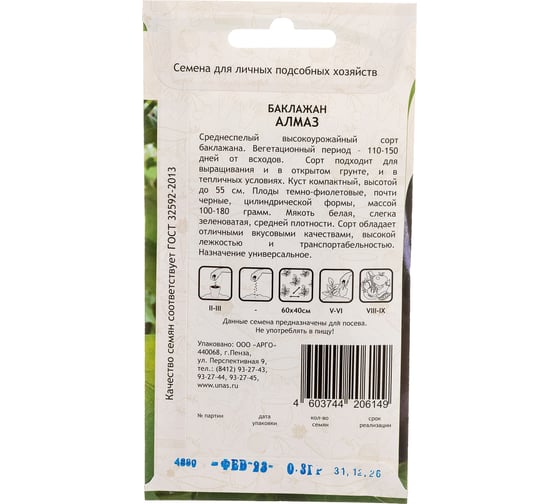 Семена для личных подсобных хозяйств
БАКЛАЖАН
АЛМАЗ
Среднеспелый высокоурожайный сорт
баклажана. Вегетационный период - 110-150
дней от всходов. Сорт подходит для
выращивания и в открытом грунте, и в
тепличных условиях. Куст компактный, высотой
до 55 см. Плоды темно-фиолетовые, почти
черные, цилиндрической формы, массой
100-180 грамм. Мякоть белая, слегка
зеленоватая, средней плотности. Сорт обладает
отличными вкусовыми качествами, высокой
лежкостью и транспортабельностью.
Назначение универсальное.
II-III - 60х40см V-VI VIII-IX
Данные семена предназначены для посева.
Не употреблять в пищу!
Упаковано: ООО «АРГО»
440068, г.Пенза,
ул. Перспективная 9,
тел.: (8412) 93-27-43,
93-27-44, 93-27-45,
www.unas.ru
4 603744 206149
№ партии дата упаковки кол-во семян срок реализации
4880 -ФЕВ-23- 0.31г 31.12.26
Качество семян соответствует ГОСТ 32592-2013